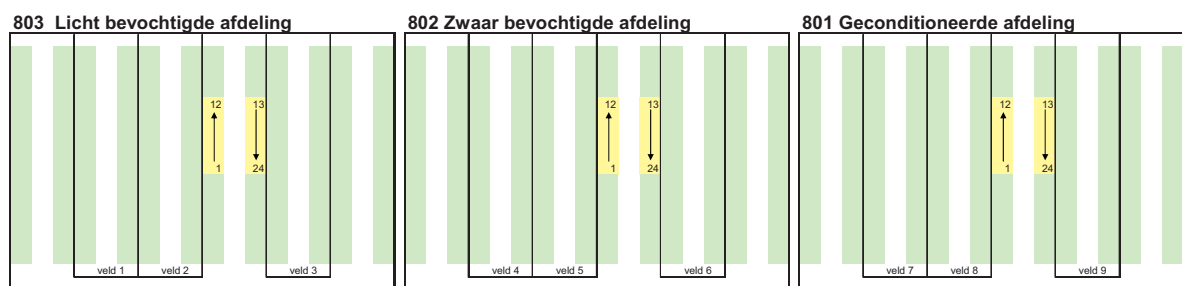 803 Licht bevochtigde afdeling
802 Zwaar bevochtigde afdeling
801 Geconditioneerde afdeling
12 13
12 13
12 13
1 24
1 24
1 24
veld 1 veld 2 veld 3
veld 4 veld 5 veld 6
veld 7 veld 8 veld 9